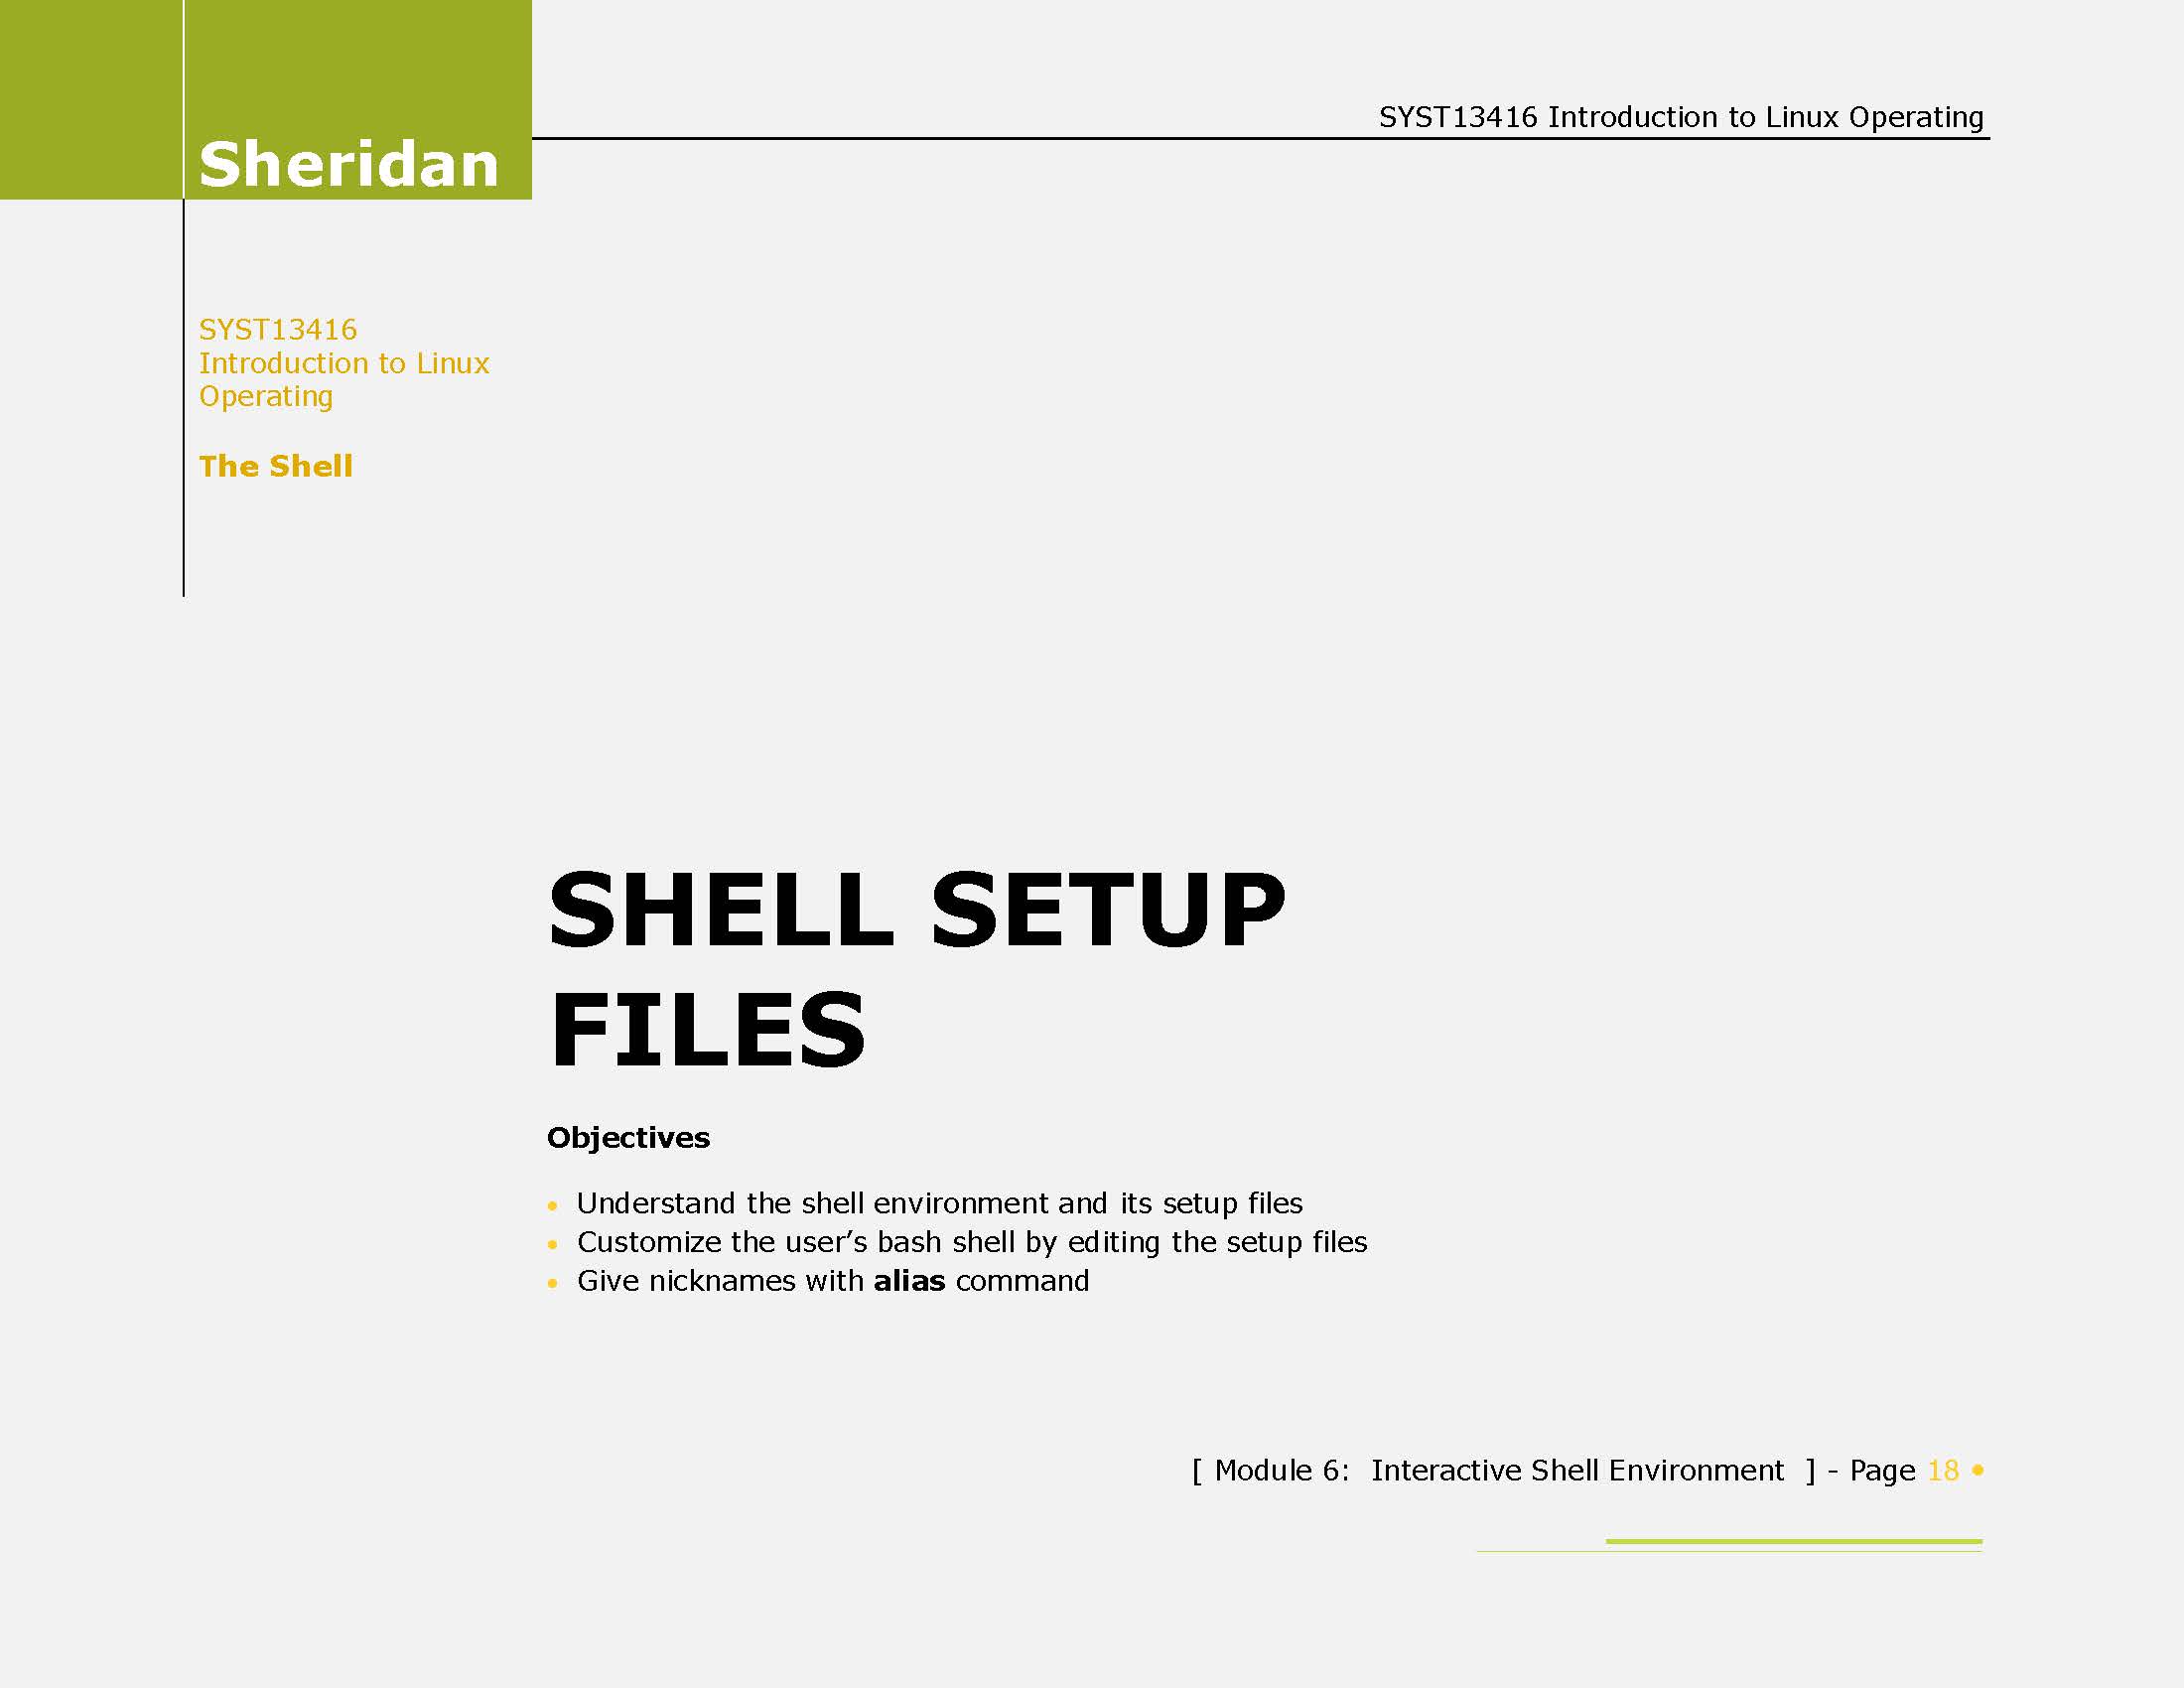 SYST13416 Introduction to Linux Operating
Sheridan
SYST13416
Introduction to Linux
Operating
The Shell
SHELL SETUP
FILES
Objectives
• Understand the shell environment and its setup files
• Customize the user’s bash shell by editing the setup files
• Give nicknames with alias command
[ Module 6:  Interactive Shell Environment  ] - Page 18 •